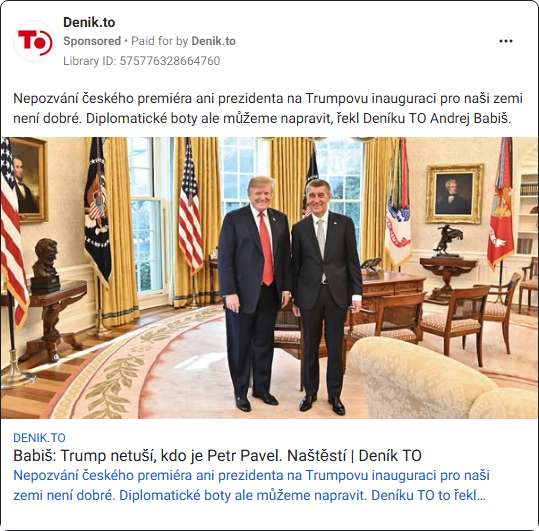 Denik.to
Sponsored • Paid for by Denik.to
Library ID: 575776328664760
Nepozvání českého premiéra ani prezidenta na Trumpovu inauguraci pro naši zemi
není dobré. Diplomatické boty ale můžeme napravit, řekl Deníku TO Andrej Babiš.
DENIK.TO
Babiš: Trump netuší, kdo je Petr Pavel. Naštěstí | Deník TO
Nepozvání českého premiéra ani prezidenta na Trumpovu inauguraci pro naši
zemi není dobré. Diplomatické boty ale můžeme napravit. Deníku TO to řekl…